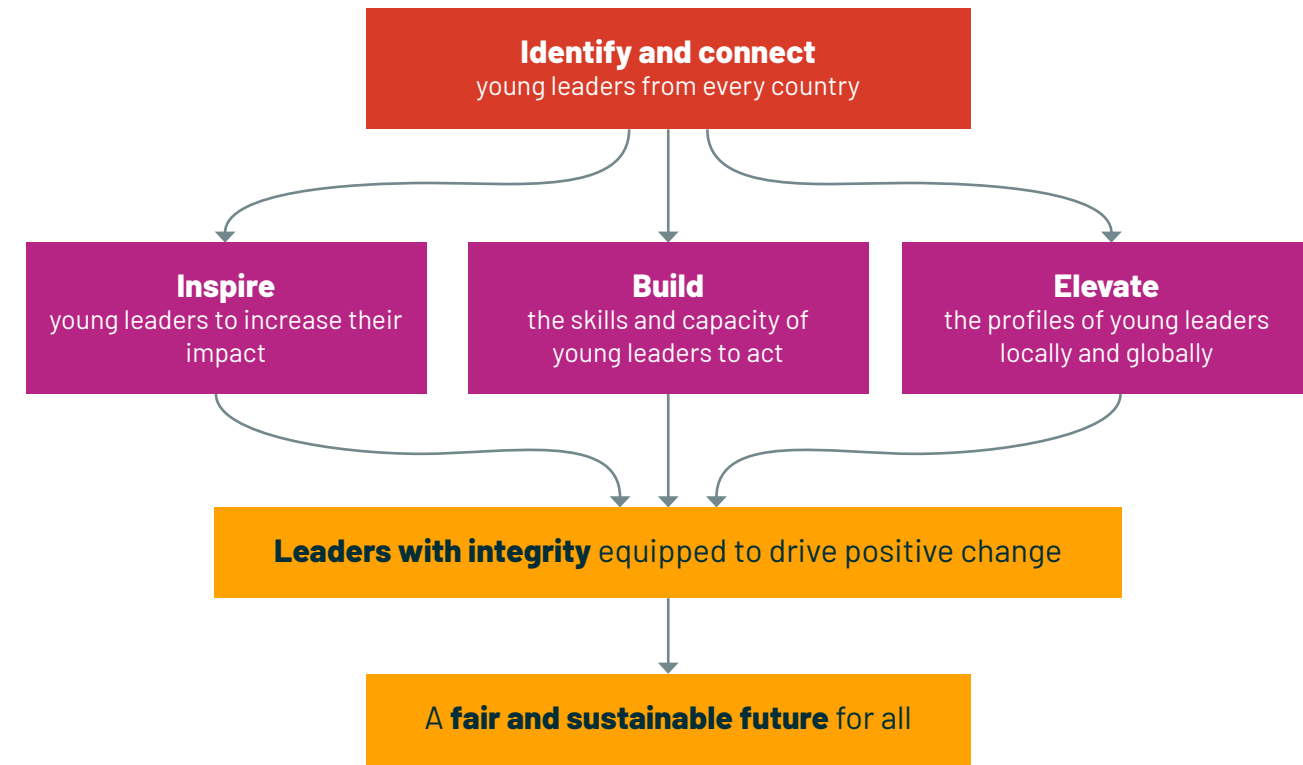 Identify and connect
young leaders from every country
Inspire
young leaders to increase their
impact
Build
the skills and capacity of
young leaders to act
Elevate
the profiles of young leaders
locally and globally
Leaders with integrity equipped to drive positive change
A fair and sustainable future for all